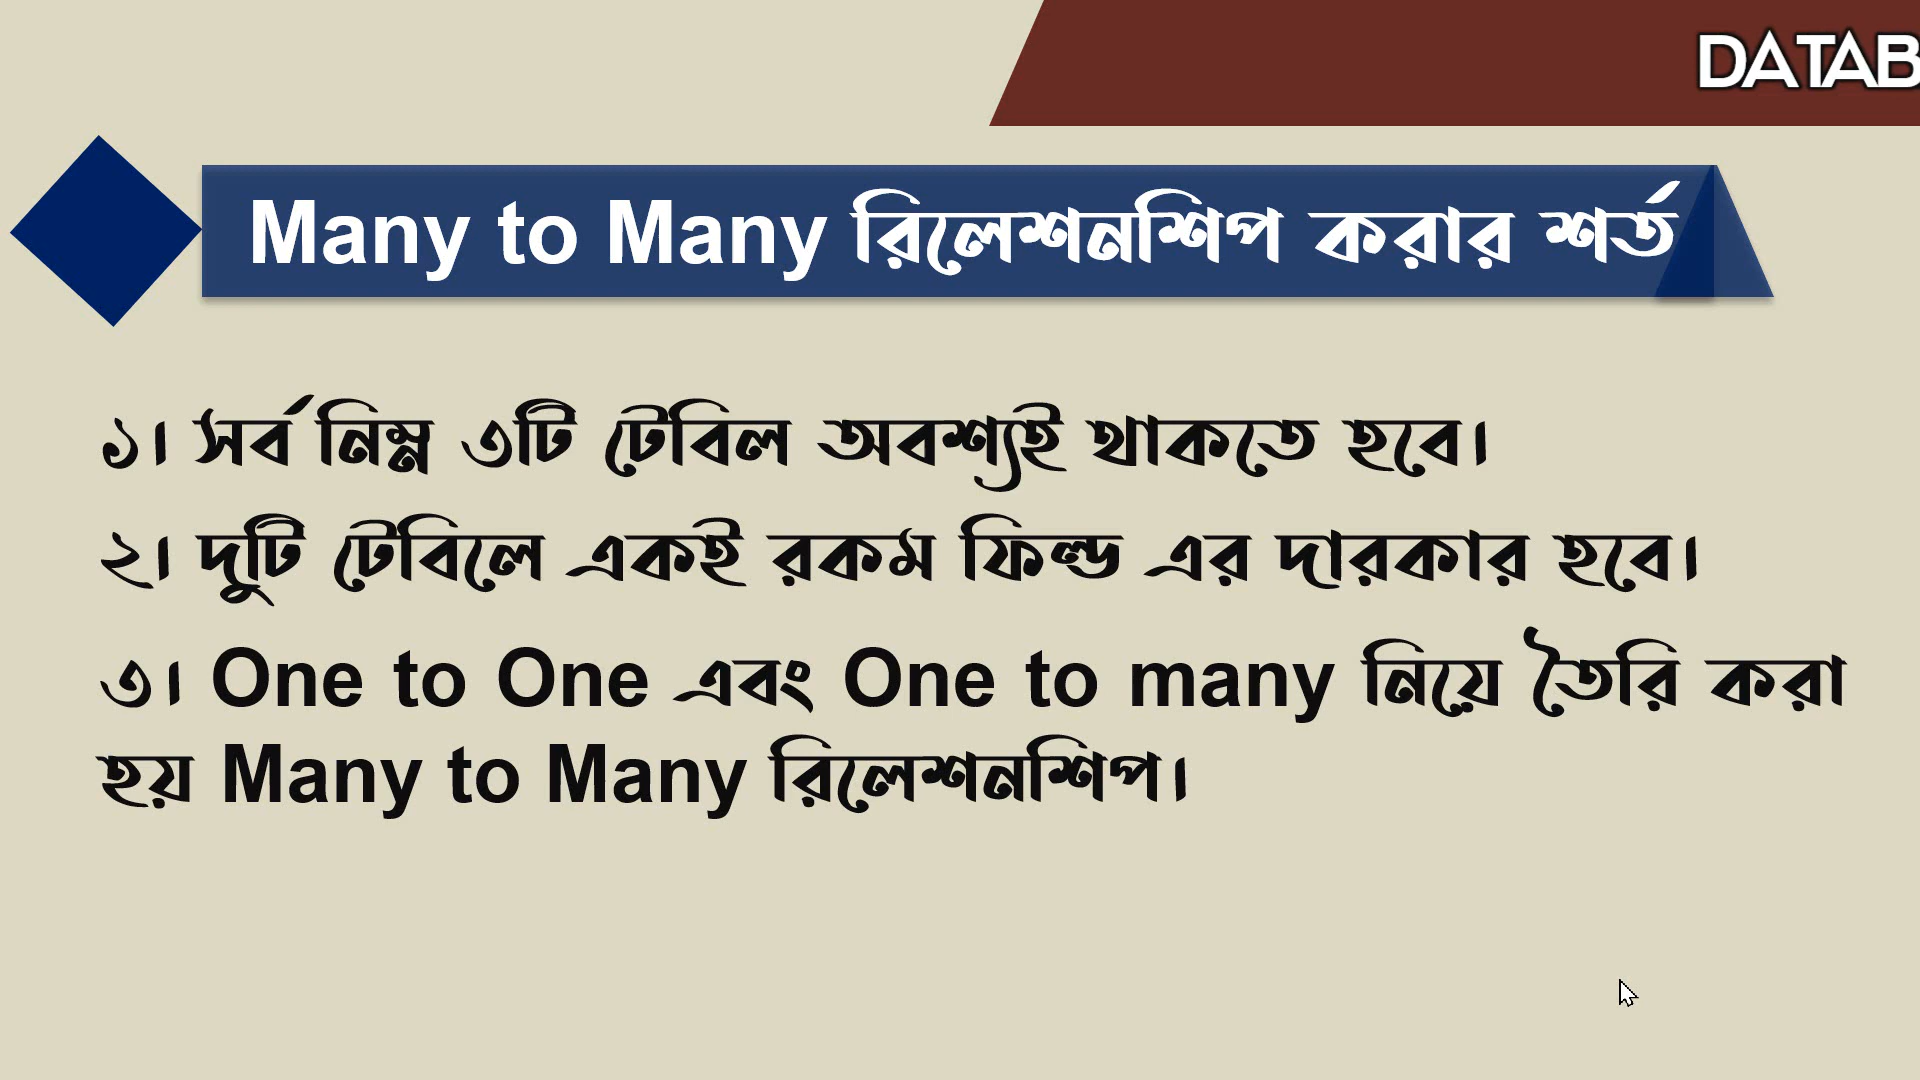 DATAB
Many to Many রিলেশনশিপ করার শর্ত
১। সর্ব নিম্ন ৩টি টেবিল অবশ্যই থাকতে হবে।
২। দুটি টেবিলে একই রকম ফিল্ড এর দারকার হবে।
৩। One to One এবং One to many নিয়ে তৈরি করা
হয় Many to Many রিলেশনশিপ।